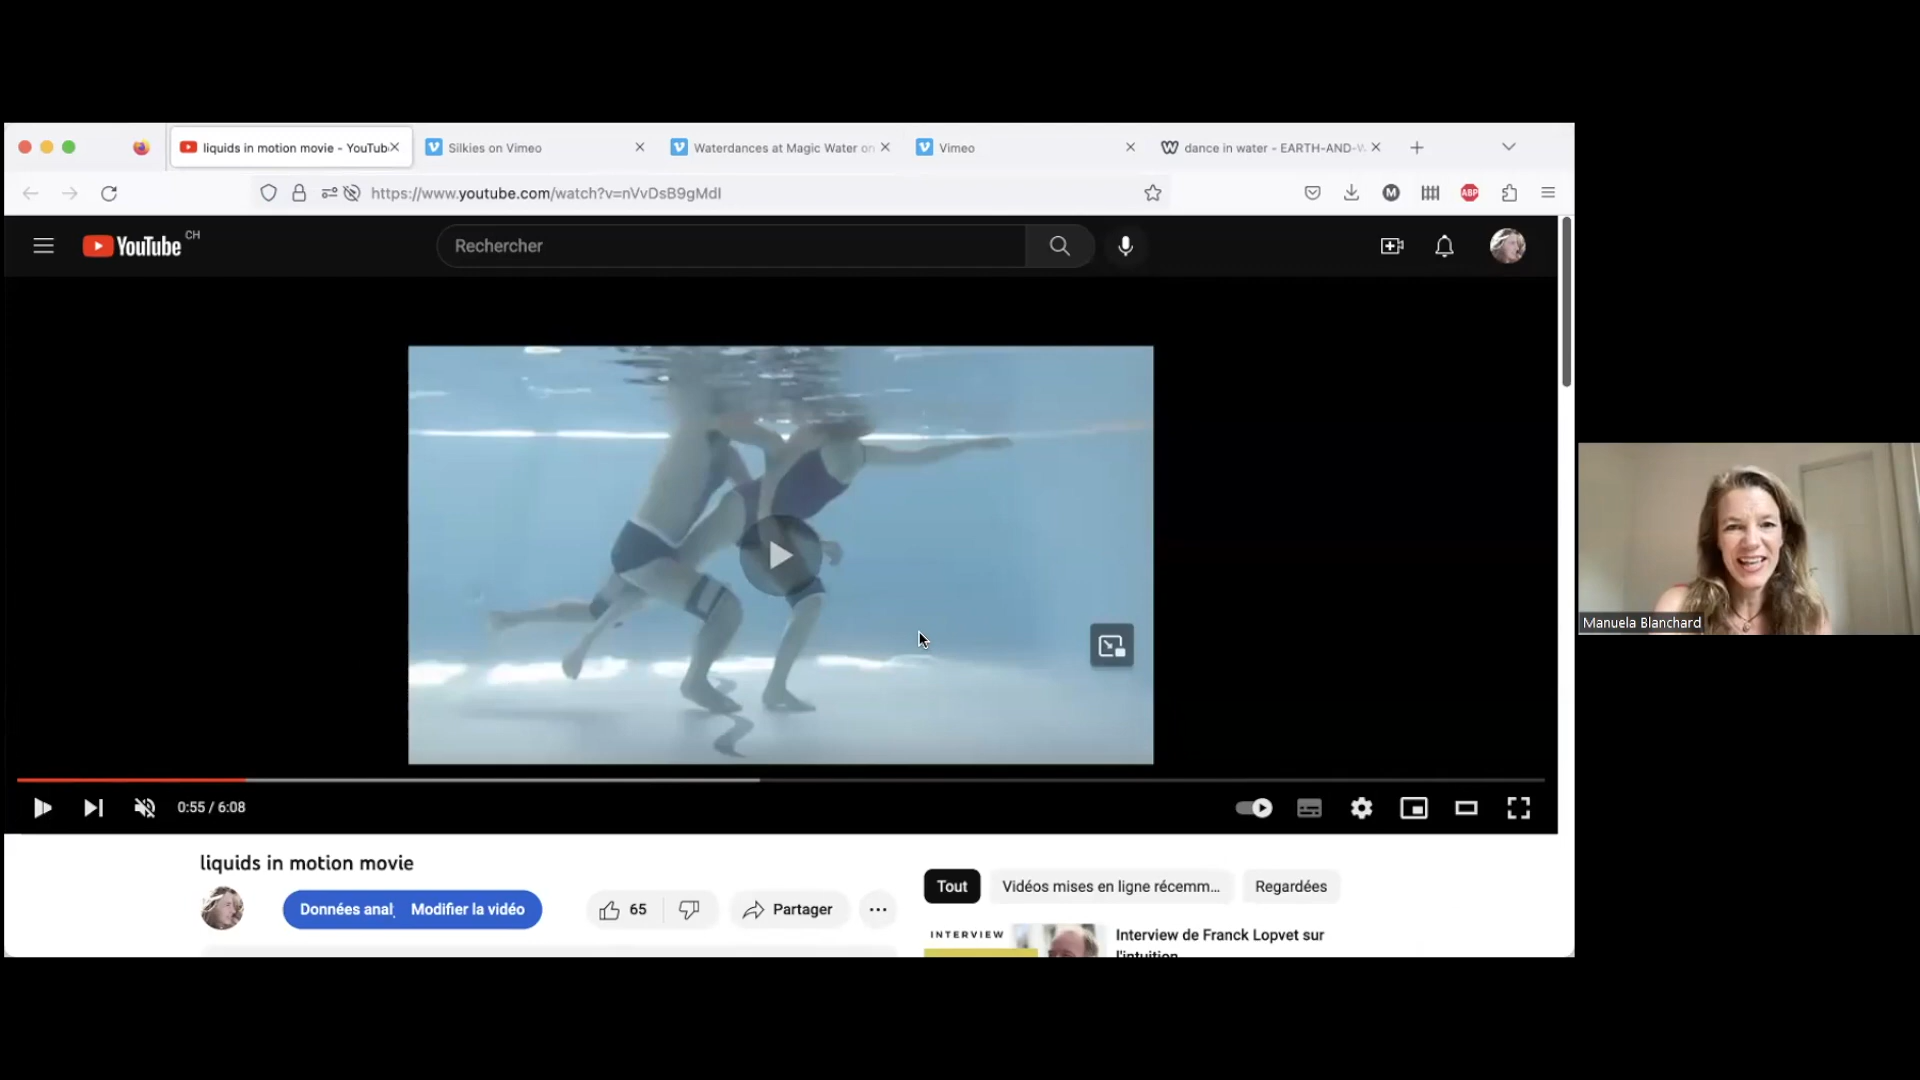 liquids in motion movie - YouTub
Silkies on Vimeo
Waterdances at Magic Water on
Vimeo
dance in water - EARTH-AND-W
https://www.youtube.com/watch?v=nVvDsB9gMdI
M
ABP
YouTube CH
Rechercher
Manuela Blanchard
0:55 / 6:08
liquids in motion movie
Données anal
Modifier la vidéo
65
Partager
Tout
Vidéos mises en ligne récemm...
Regardées
INTERVIEW
Interview de Franck Lopvet sur
l'intuition